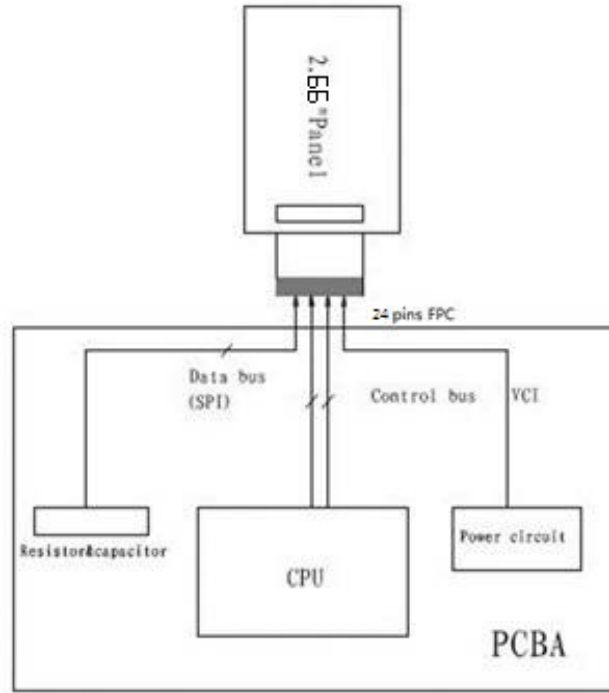 2.66"Panel
24 pins FPC
Data bus
(SPI)
Control bus
VCI
Resistor&capacitor
CPU
Power circuit
PCBA